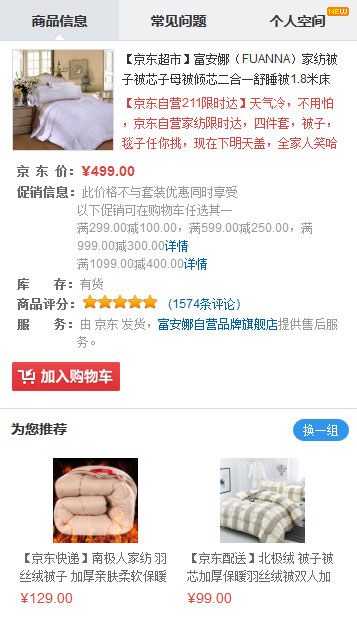 商品信息 常见问题 个人空间 NEW
【京东超市】富安娜（FUANNA）家纺被
子被芯子母被倾芯二合一舒睡被1.8米床
【京东自营211限时达】天气冷，不用怕
，京东自营家纺限时达，四件套，被子，
毯子任你挑，现在下明天盖，全家人笑哈
京 东 价：¥499.00
促销信息：此价格不与套装优惠同时享受
以下促销可在购物车任选其一
满299.00减100.00，满599.00减250.00，满
999.00减300.00详情
满1099.00减400.00详情
库 存：有货
商品评分：（1574条评论）
服 务：由 京东 发货，富安娜自营品牌旗舰店提供售后服
务。
加入购物车
为您推荐 换一组
【京东快递】南极人家纺 羽
丝绒被子 加厚亲肤柔软保暖
¥129.00
【京东配送】北极绒 被子被
芯加厚保暖羽丝绒被双人加
¥99.00